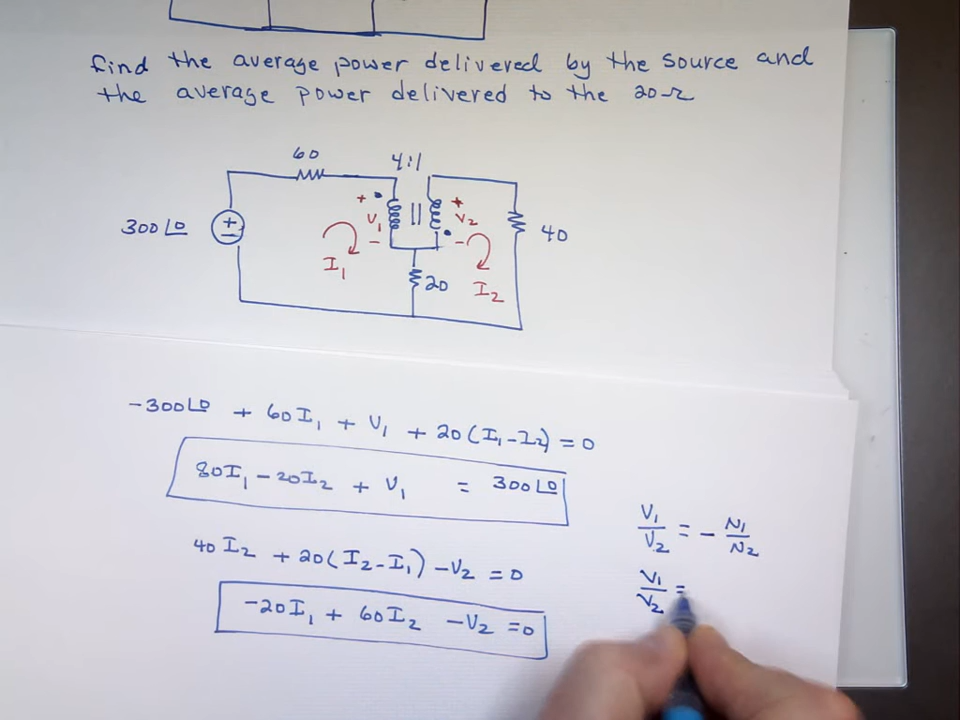 find the average power delivered by the source and
the average power delivered to the 20-Ω
60
4:1
300∠0
+
-
+
V1
-
+
V2
-
40
I1
20
I2
-300∠0 + 60I1 + V1 + 20(I1-I2) = 0
80I1 - 20I2 + V1 = 300∠0
V1/V2 = - N1/N2
40I2 + 20(I2-I1) - V2 = 0
V1/V2 =
-20I1 + 60I2 - V2 = 0